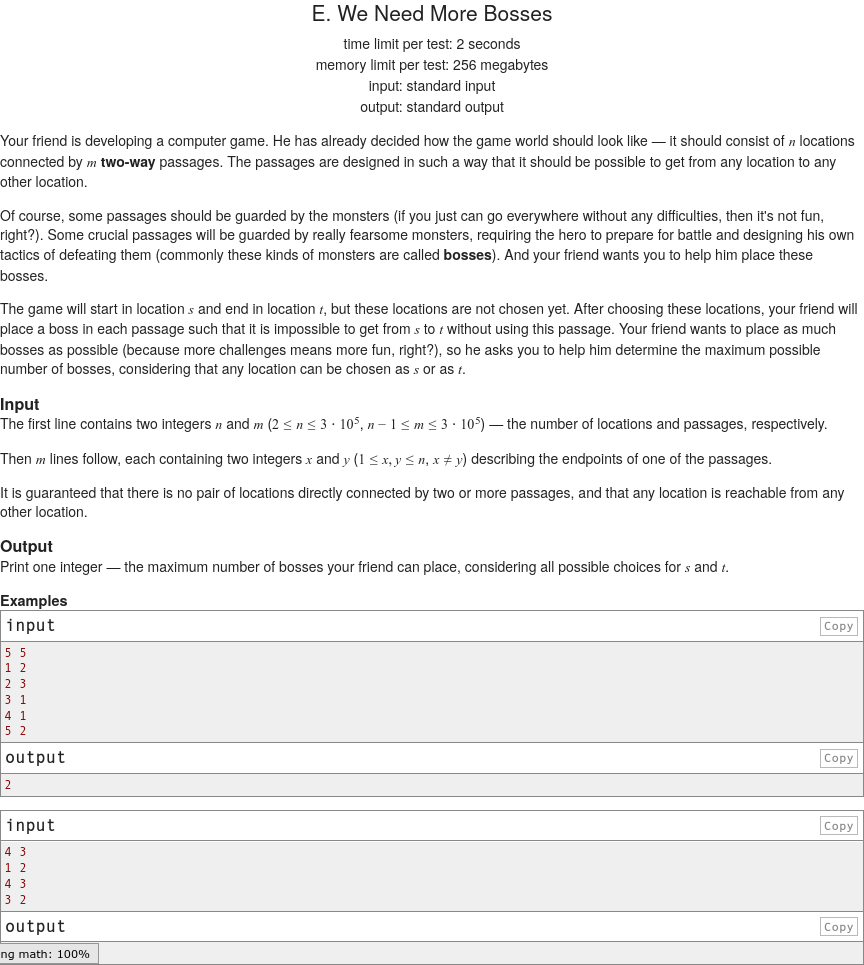 E. We Need More Bosses
time limit per test: 2 seconds
memory limit per test: 256 megabytes
input: standard input
output: standard output
Your friend is developing a computer game. He has already decided how the game world should look like — it should consist of n locations
connected by m two-way passages. The passages are designed in such a way that it should be possible to get from any location to any
other location.
Of course, some passages should be guarded by the monsters (if you just can go everywhere without any difficulties, then it's not fun,
right?). Some crucial passages will be guarded by really fearsome monsters, requiring the hero to prepare for battle and designing his own
tactics of defeating them (commonly these kinds of monsters are called bosses). And your friend wants you to help him place these
bosses.
The game will start in location s and end in location t, but these locations are not chosen yet. After choosing these locations, your friend will
place a boss in each passage such that it is impossible to get from s to t without using this passage. Your friend wants to place as much
bosses as possible (because more challenges means more fun, right?), so he asks you to help him determine the maximum possible
number of bosses, considering that any location can be chosen as s or as t.
Input
The first line contains two integers n and m (2 ≤ n ≤ 3 · 10⁵, n − 1 ≤ m ≤ 3 · 10⁵) — the number of locations and passages, respectively.
Then m lines follow, each containing two integers x and y (1 ≤ x, y ≤ n, x ≠ y) describing the endpoints of one of the passages.
It is guaranteed that there is no pair of locations directly connected by two or more passages, and that any location is reachable from any
other location.
Output
Print one integer — the maximum number of bosses your friend can place, considering all possible choices for s and t.
Examples
input Copy
5 5
1 2
2 3
3 1
4 1
5 2
output Copy
2
input Copy
4 3
1 2
4 3
3 2
output Copy
ng math: 100%